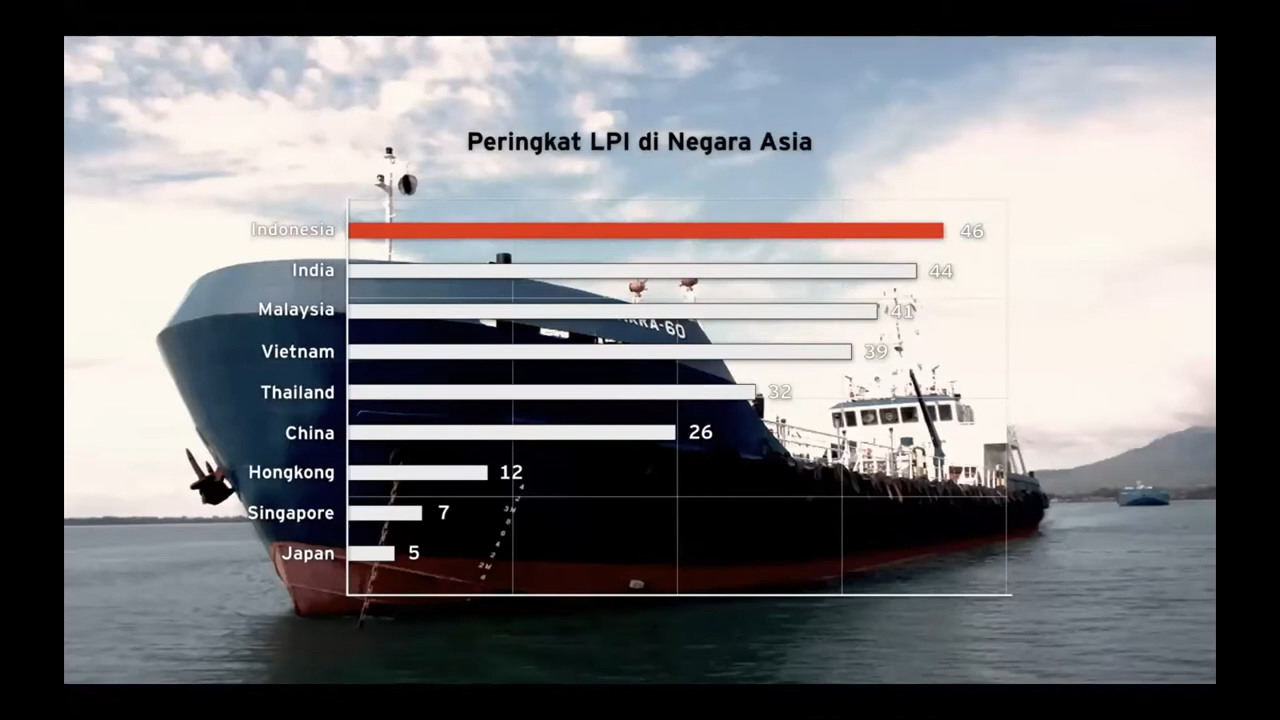 Peringkat LPI di Negara Asia
Indonesia 46
India 44
Malaysia 41
Vietnam 39
Thailand 32
China 26
Hongkong 12
Singapore 7
Japan 5